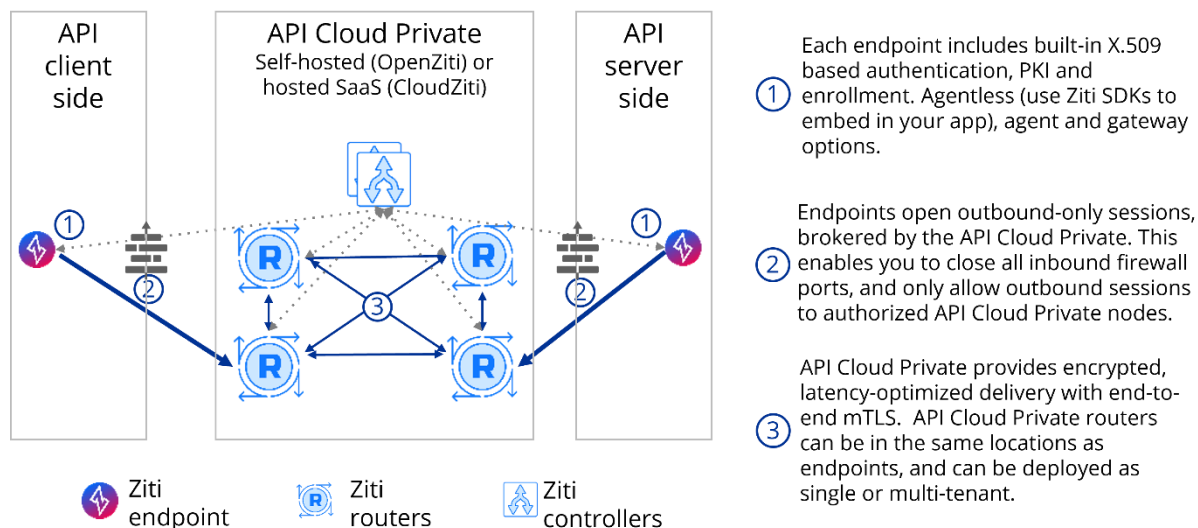 API
client
side
API Cloud Private
Self-hosted (OpenZiti) or
hosted SaaS (CloudZiti)
API
server
side
1
2
R
R
R
R
3
1
2
1
Each endpoint includes built-in X.509
based authentication, PKI and
enrollment. Agentless (use Ziti SDKs to
embed in your app), agent and gateway
options.
2
Endpoints open outbound-only sessions,
brokered by the API Cloud Private. This
enables you to close all inbound firewall
ports, and only allow outbound sessions
to authorized API Cloud Private nodes.
3
API Cloud Private provides encrypted,
latency-optimized delivery with end-to-
end mTLS. API Cloud Private routers
can be in the same locations as
endpoints, and can be deployed as
single or multi-tenant.
Ziti
endpoint
R
Ziti
routers
Ziti
controllers